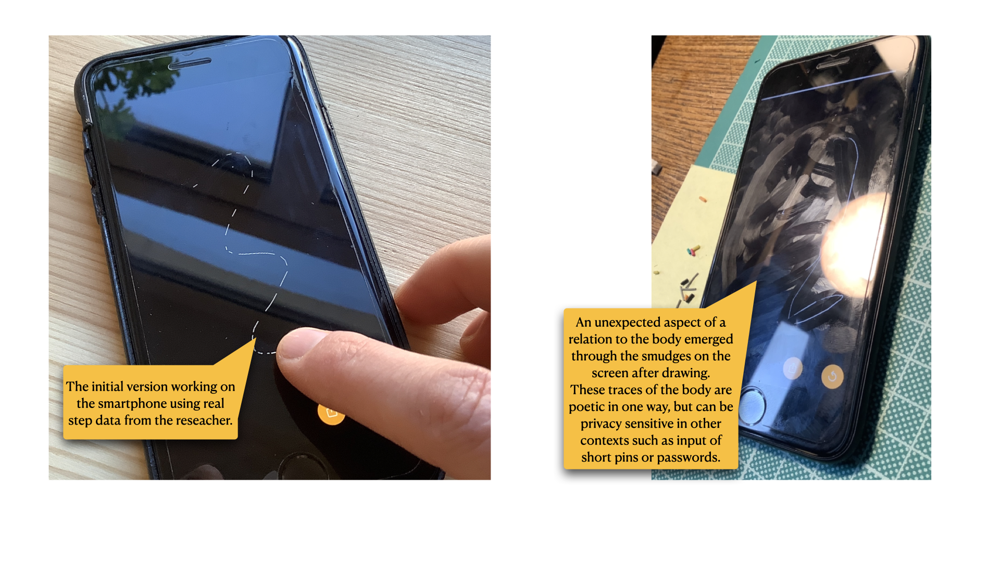 The initial version working on
the smartphone using real
step data from the reseacher.
An unexpected aspect of a
relation to the body emerged
through the smudges on the
screen after drawing.
These traces of the body are
poetic in one way, but can be
privacy sensitive in other
contexts such as input of
short pins or passwords.